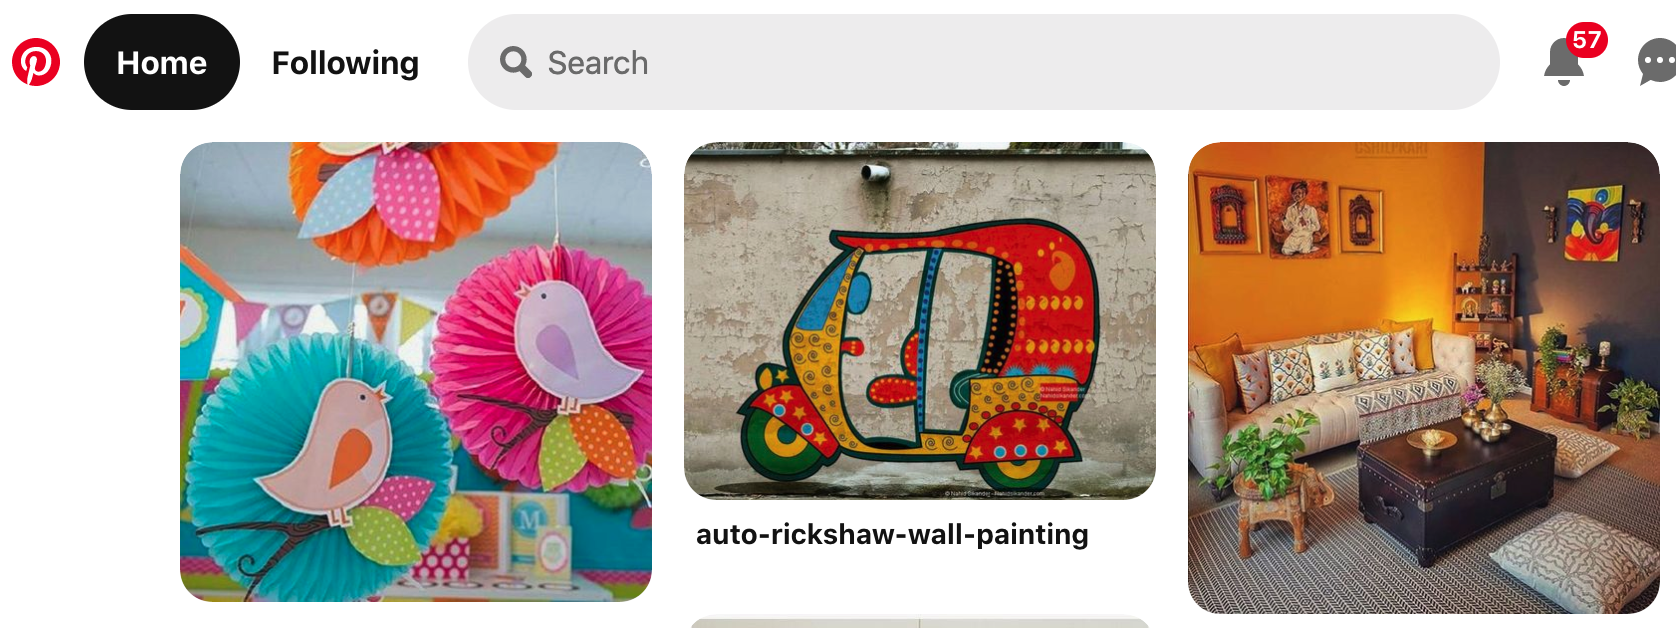 Home
Following
Search
57
M
auto-rickshaw-wall-painting